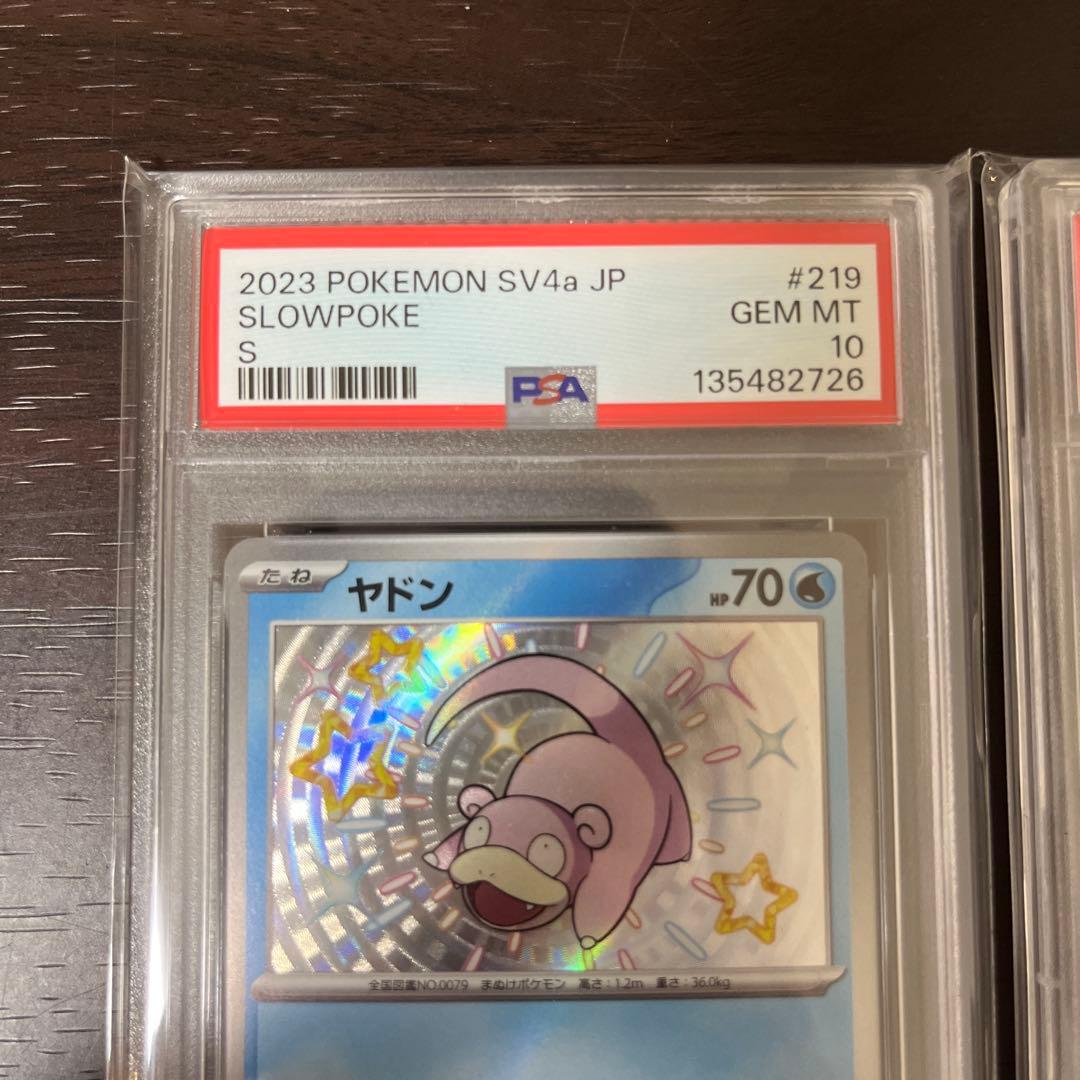 2023 POKEMON SV4a JP #219
SLOWPOKE GEM MT
S 10
PSA 135482726
たね ヤドン HP70
全国図鑑NO.0079 まぬけポケモン 高さ:1.2m 重さ:36.0kg